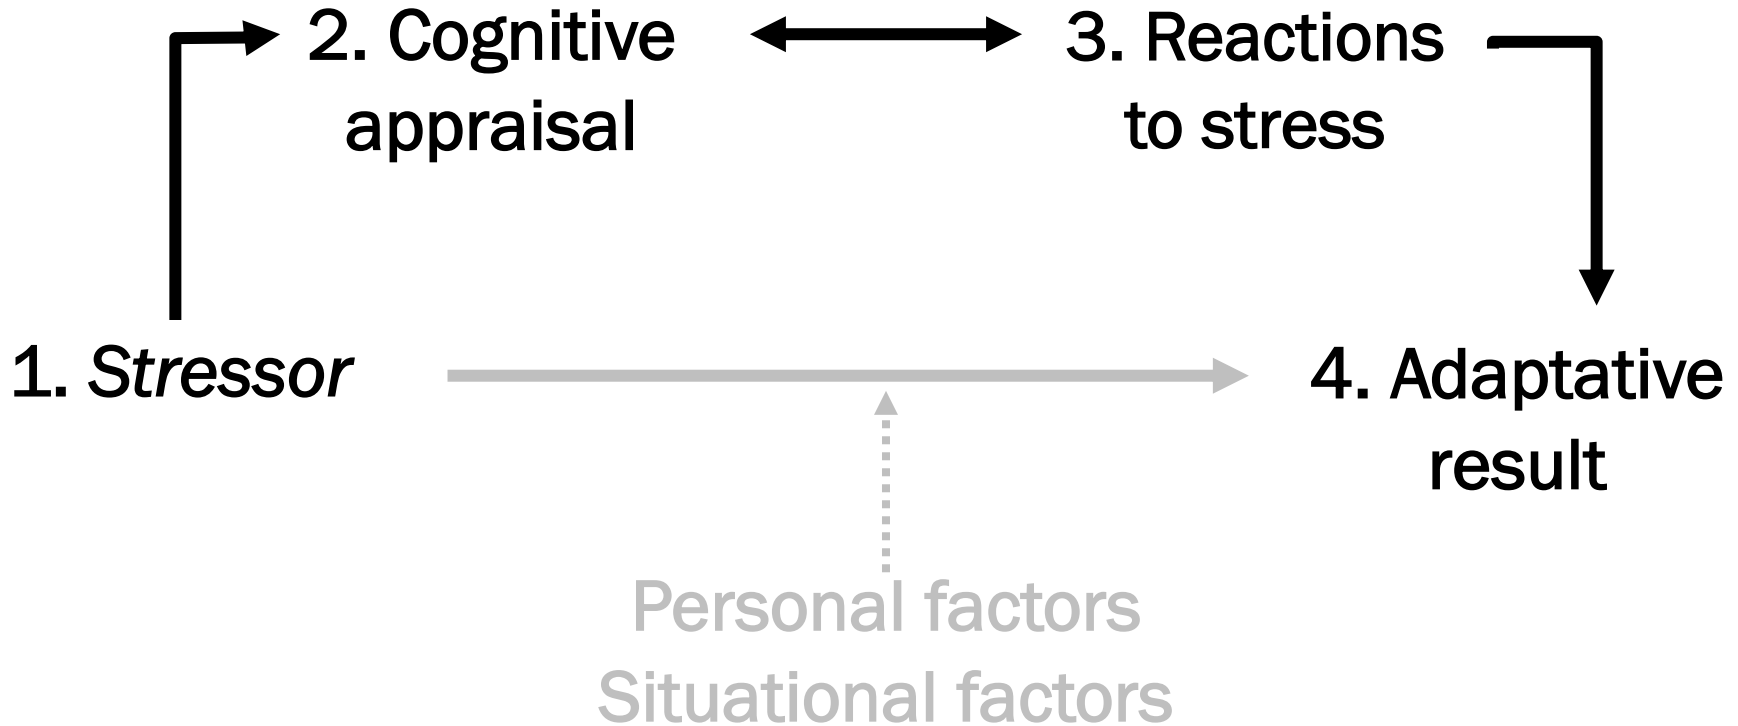 2. Cognitive
appraisal
3. Reactions
to stress
1. Stressor
4. Adaptative
result
Personal factors
Situational factors